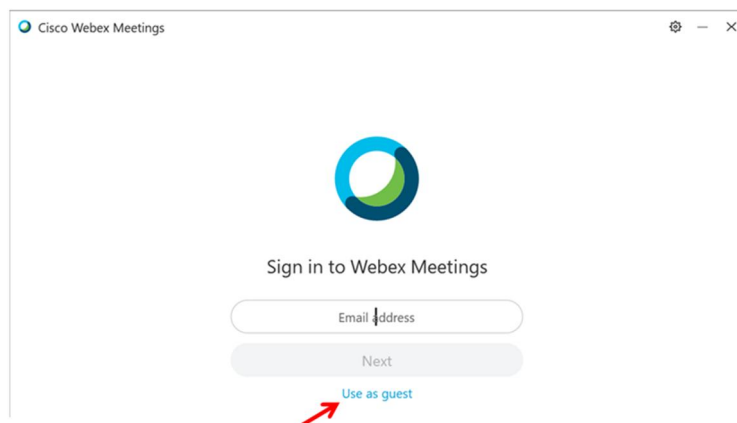 Cisco Webex Meetings
Sign in to Webex Meetings
Email address
Next
Use as guest